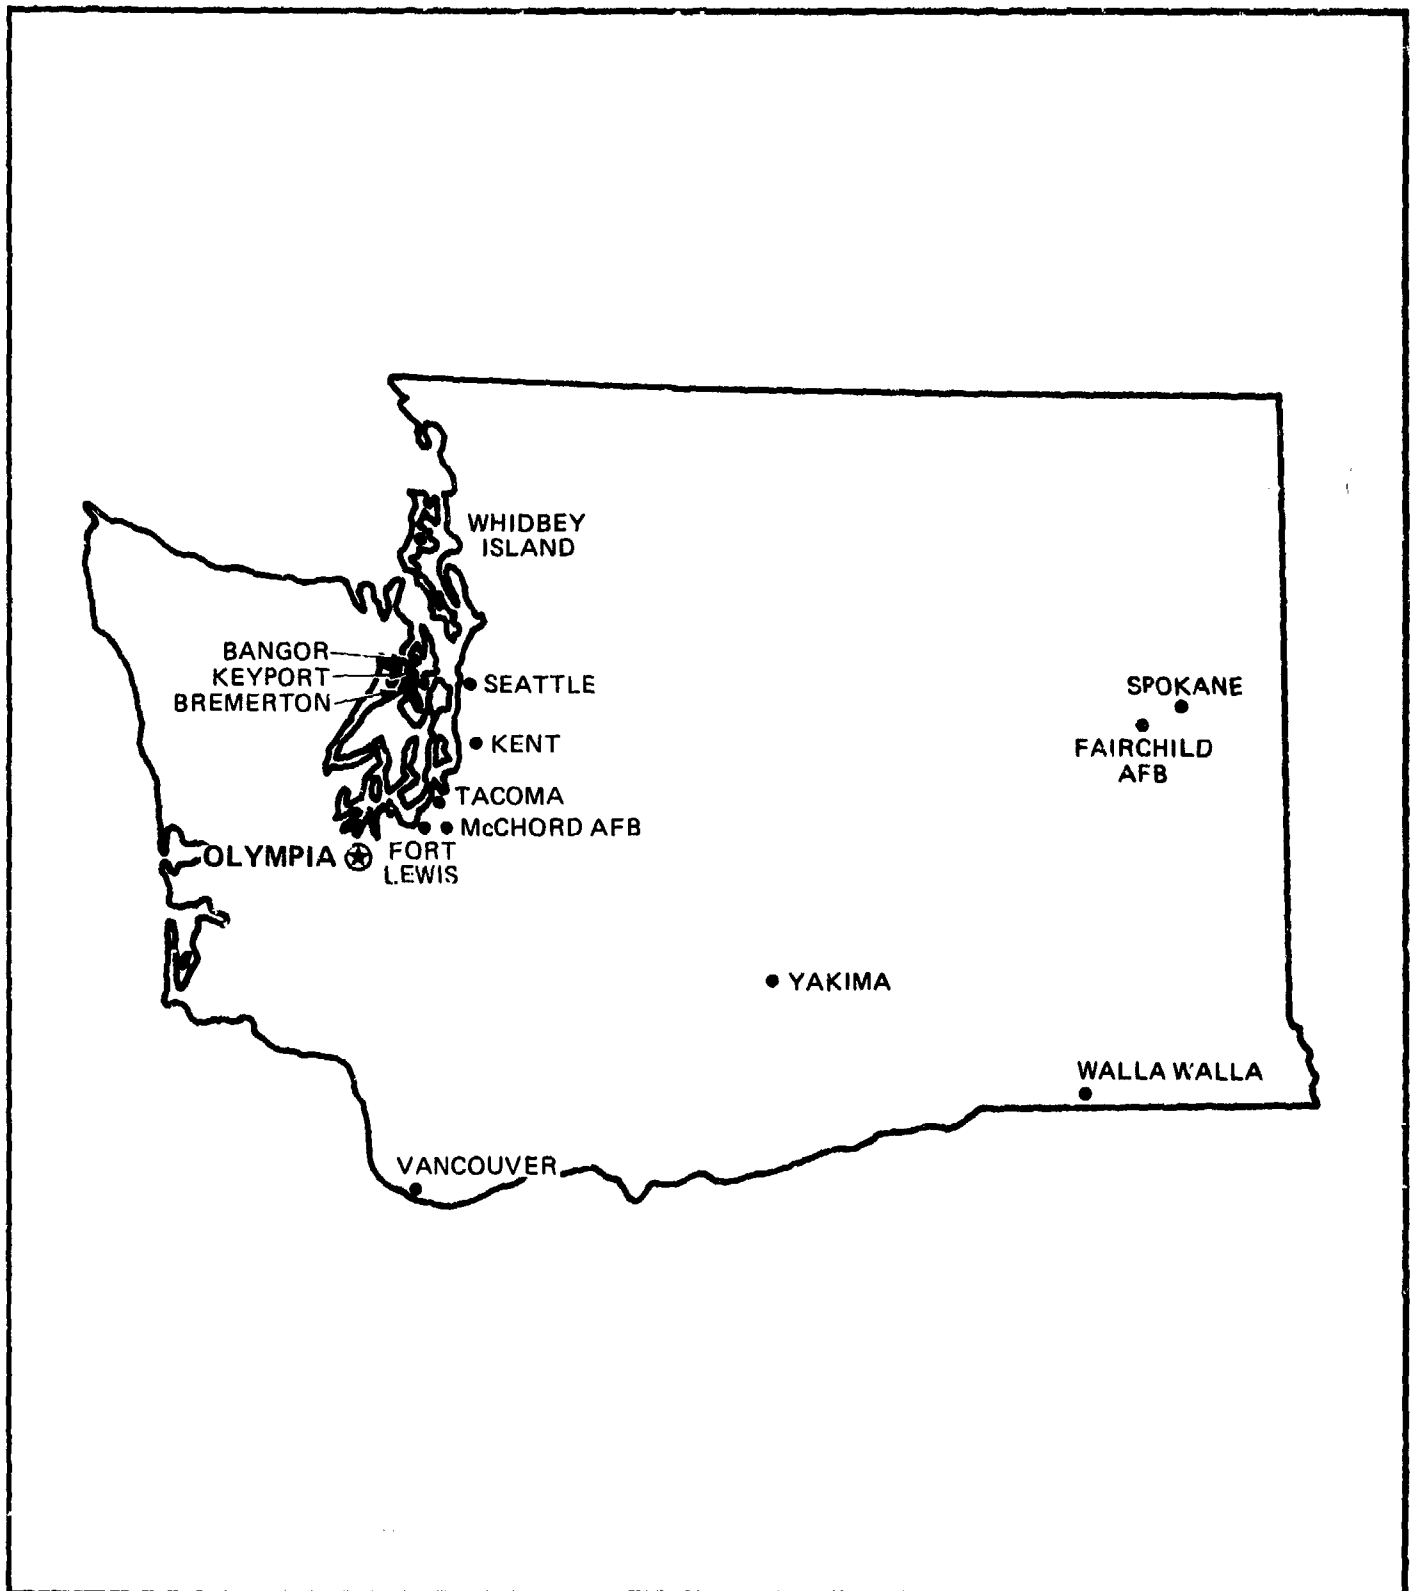 WHIDBEY
ISLAND
BANGOR
KEYPORT
BREMERTON
SEATTLE
SPOKANE
KENT
FAIRCHILD
AFB
TACOMA
McCHORD AFB
OLYMPIA
FORT
LEWIS
YAKIMA
WALLA WALLA
VANCOUVER